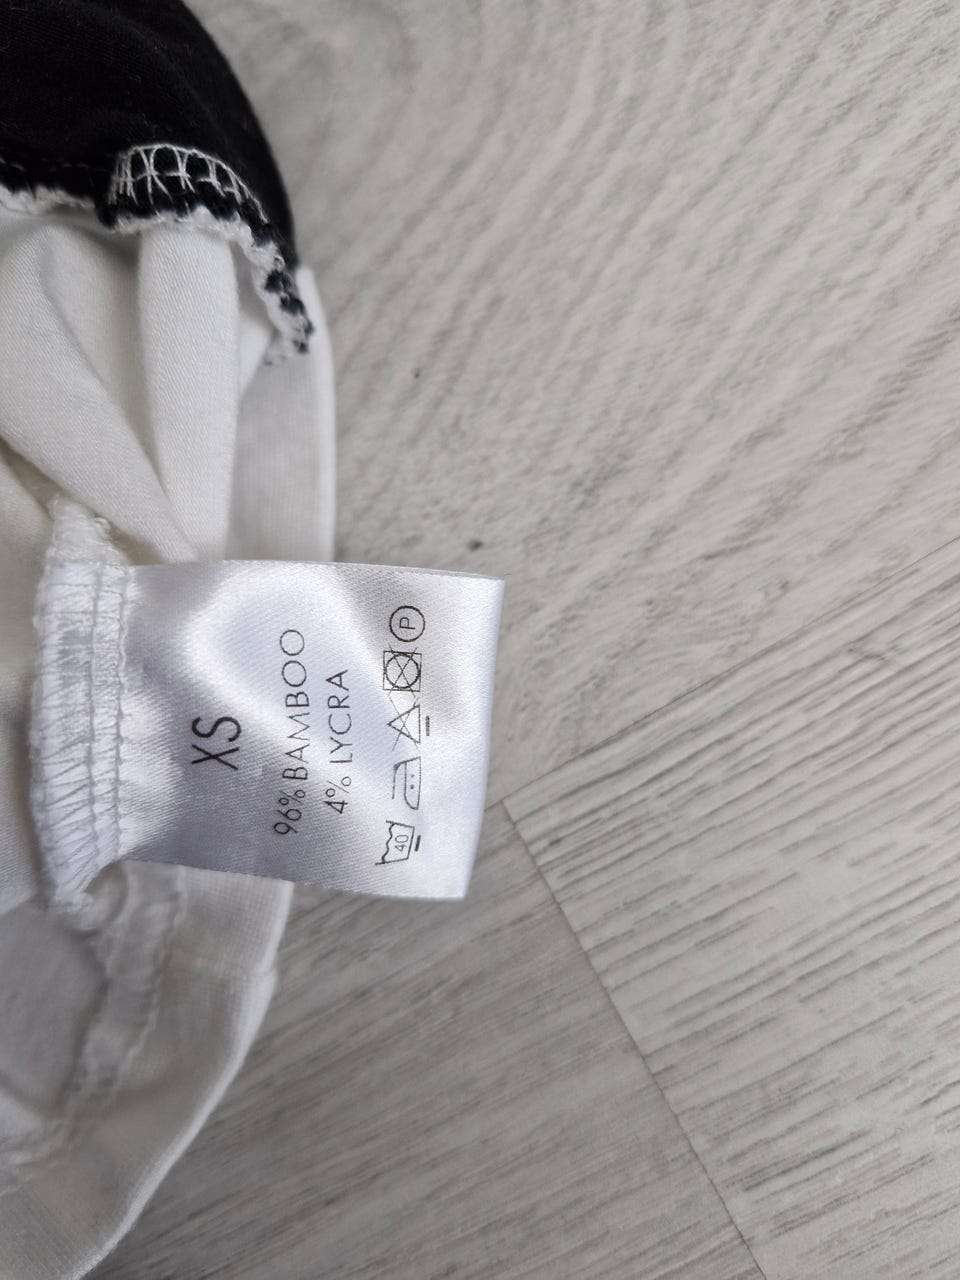 XS
96% BAMBOO
4% LYCRA
40 P